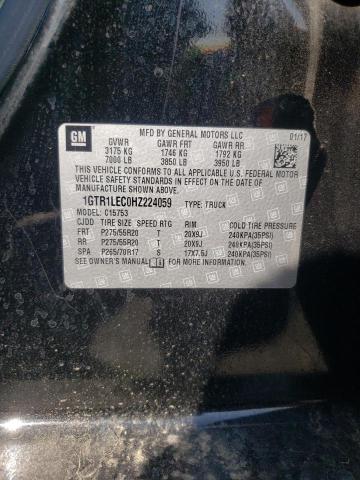 GM MFD BY GENERAL MOTORS LLC 01/17
GVWR GAWR FRT GAWR RR
3175 KG 1746 KG 1792 KG
7000 LB 3850 LB 3950 LB
THIS VEHICLE CONFORMS TO ALL APPLICABLE U.S. FEDERAL MOTOR
VEHICLE SAFETY AND THEFT PREVENTION STANDARDS IN EFFECT ON
THE DATE OF MANUFACTURE SHOWN ABOVE.
1GTR1LEC0HZ224059 TYPE: TRUCK
MODEL: C15753
CJDD TIRE SIZE SPEED RTG RIM COLD TIRE PRESSURE
FRT P275/55R20 T 20X9J 240KPA(35PSI)
RR P275/55R20 T 20X9J 240KPA(35PSI)
SPA P265/70R17 S 17X7.5J 240KPA(35PSI)
SEE OWNER'S MANUAL FOR MORE INFORMATION.